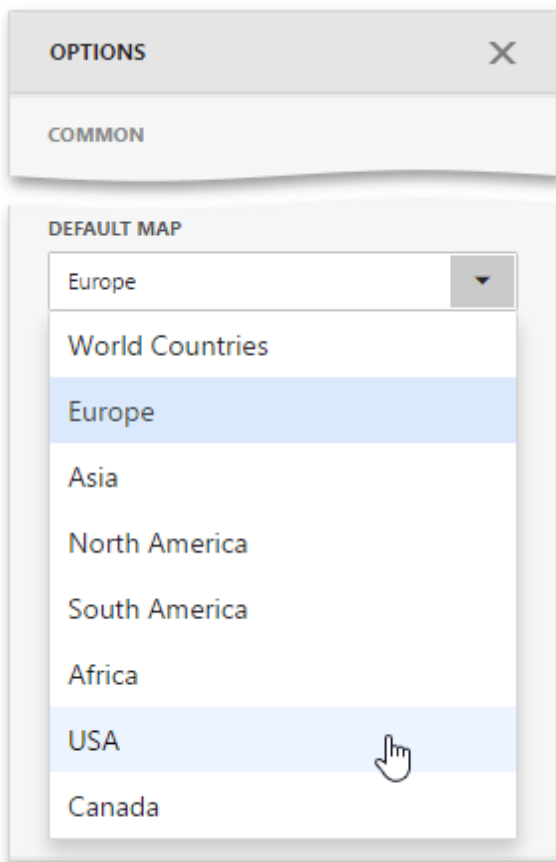 OPTIONS
COMMON
DEFAULT MAP
Europe
World Countries
Europe
Asia
North America
South America
Africa
USA
Canada